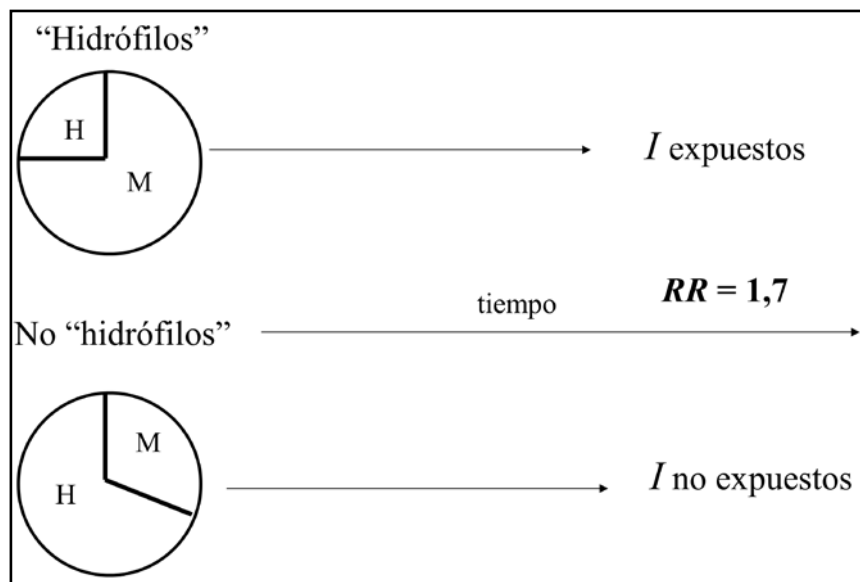 “Hidrófilos”
H
M
I expuestos
tiempo
RR = 1,7
No “hidrófilos”
M
H
I no expuestos